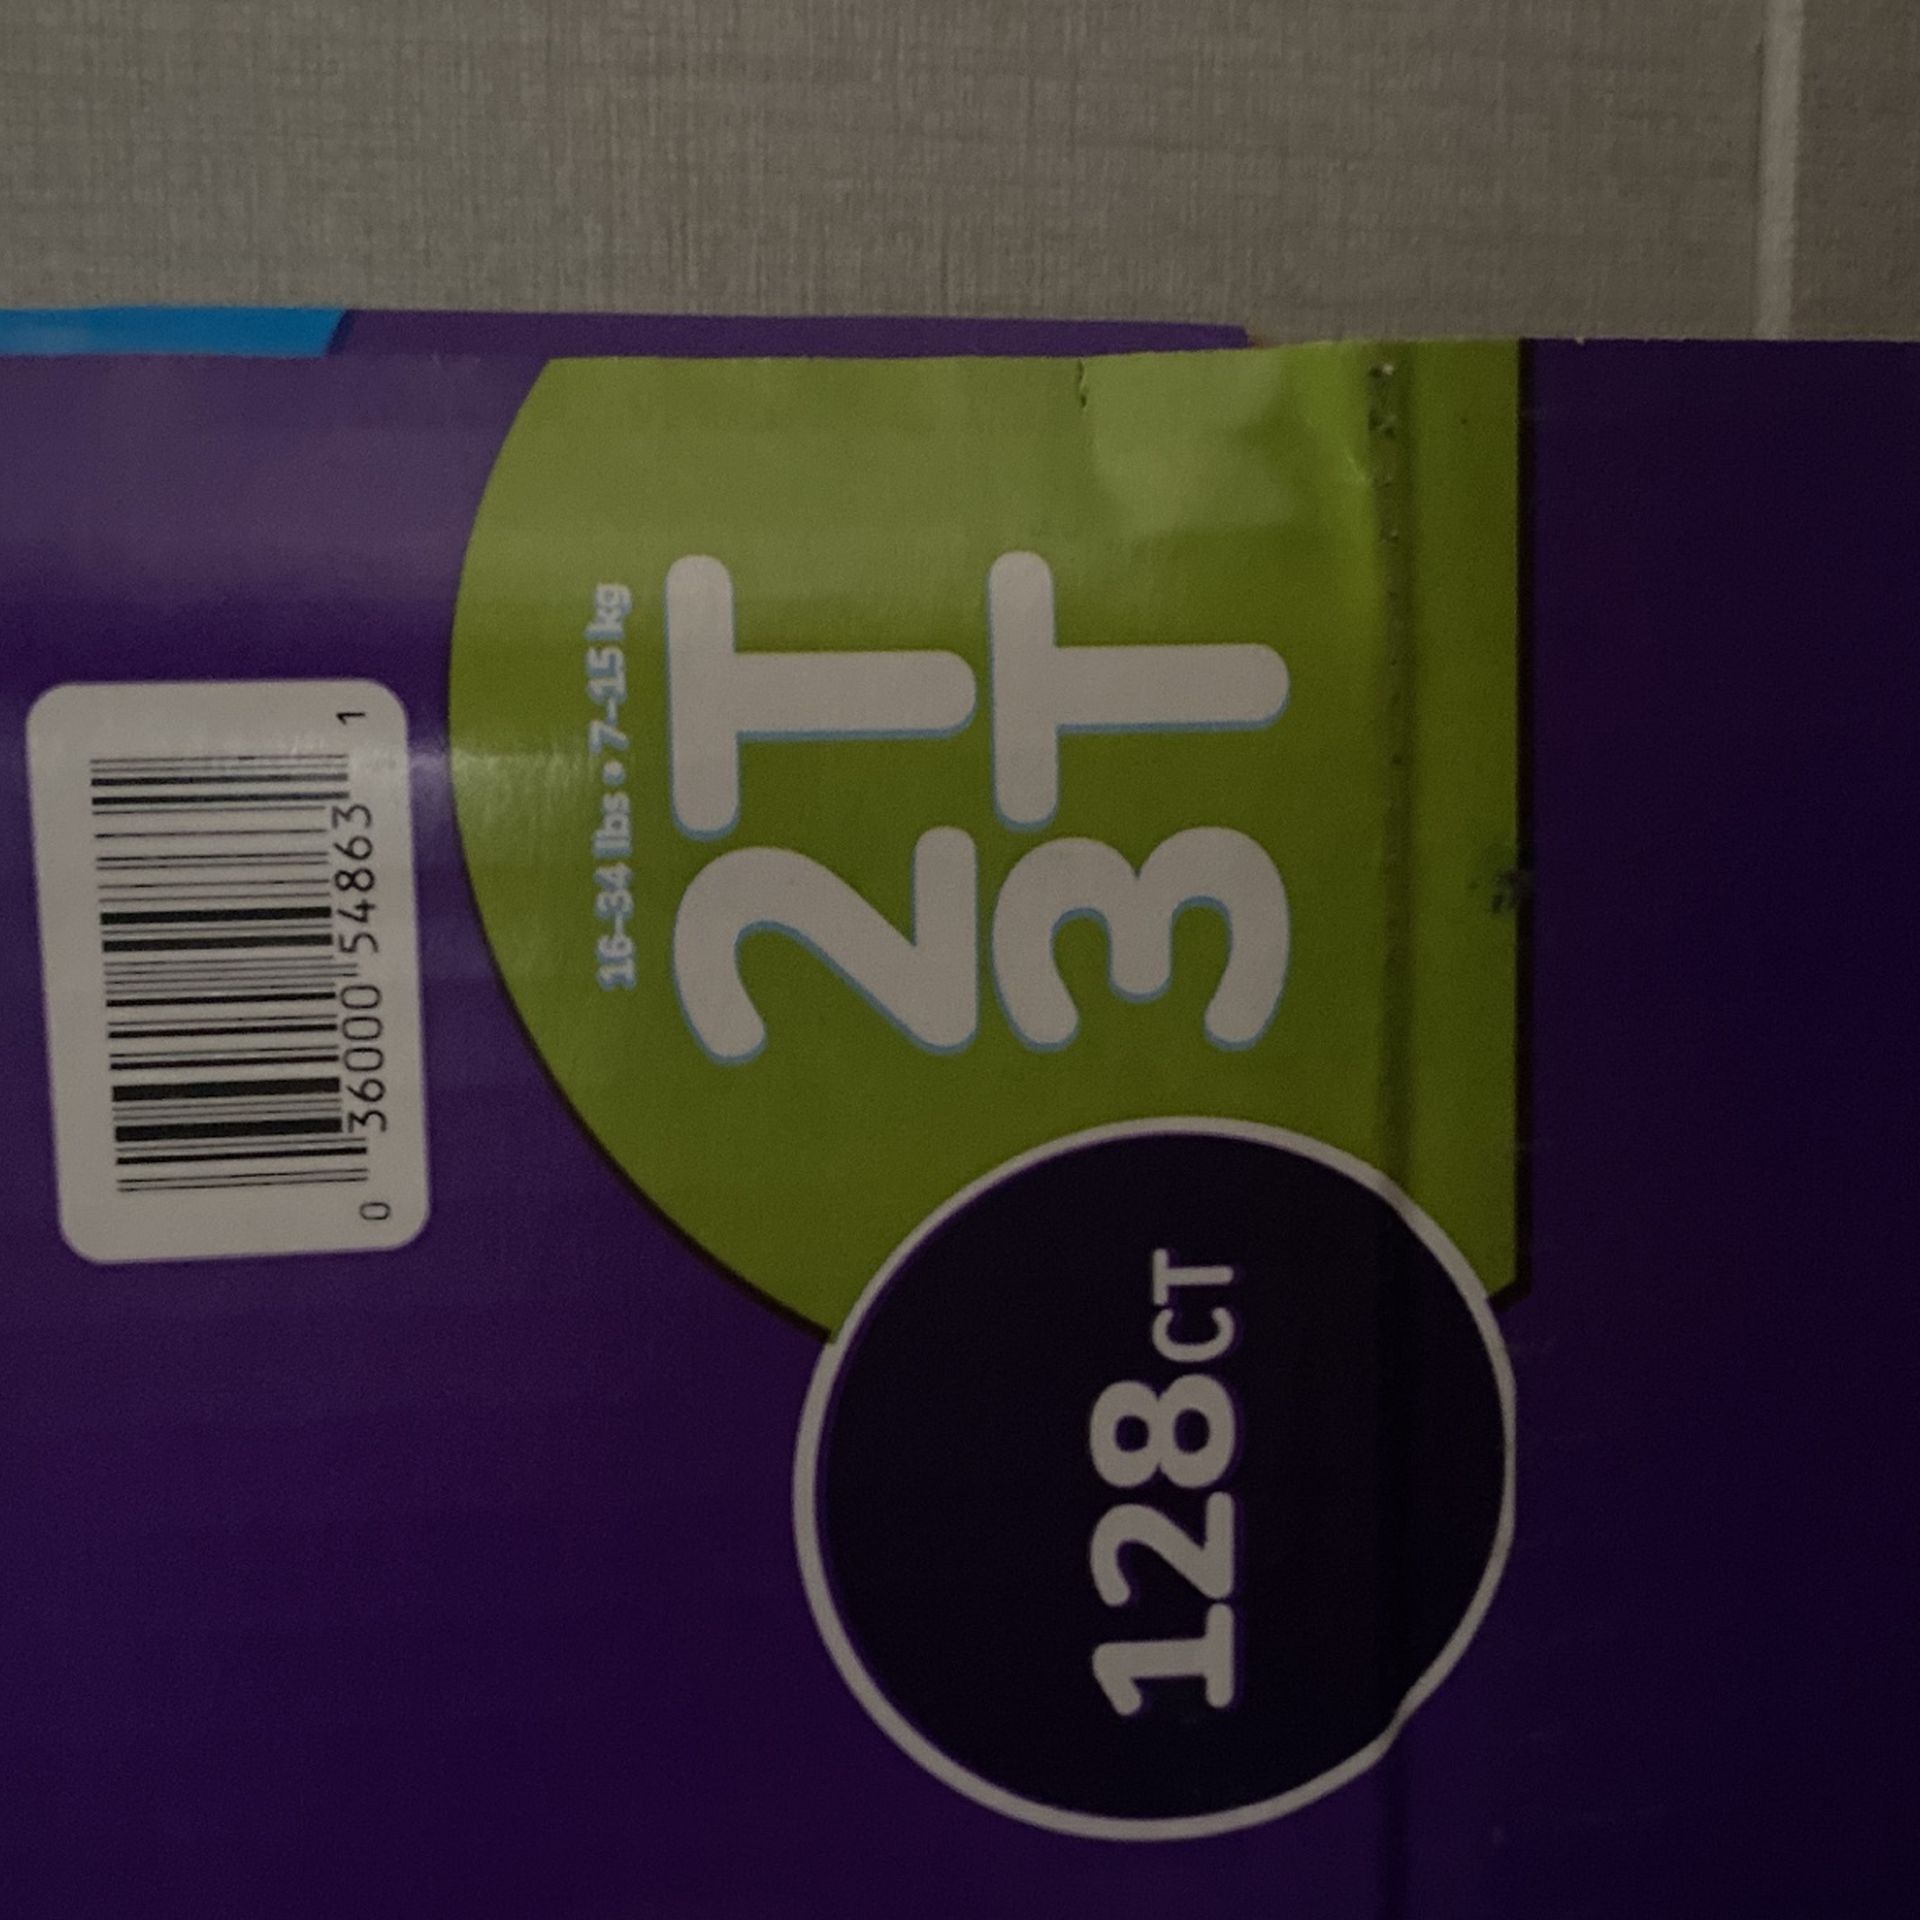 16-34 lbs • 7-15 kg
2T
3T
128CT
0 36000 54863 1